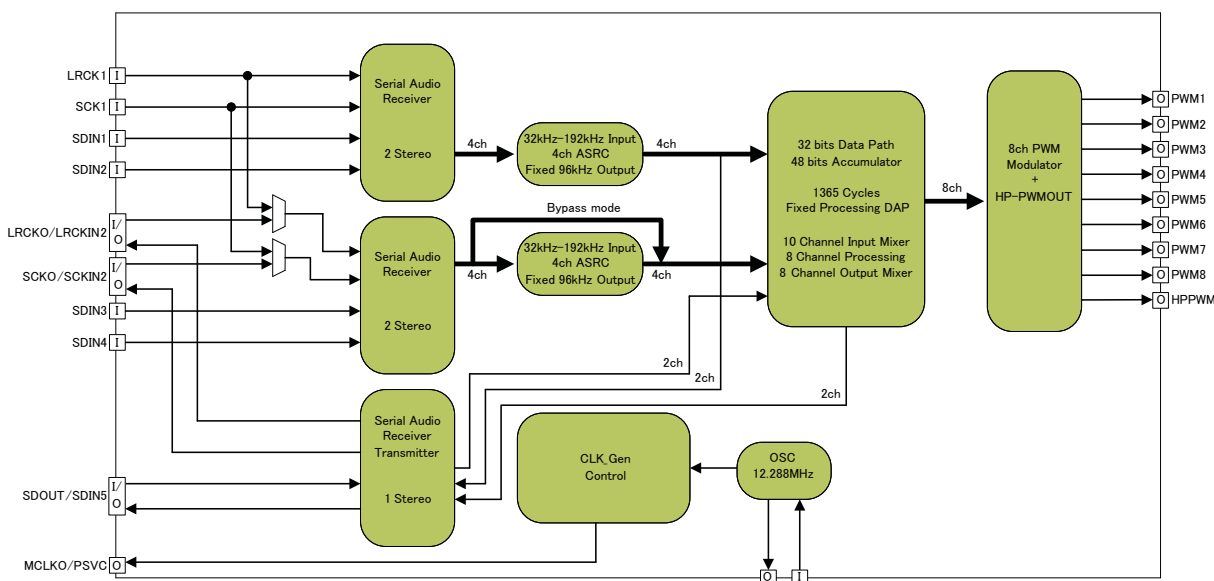 LRCK1
I
SCK1
I
SDIN1
I
SDIN2
I
LRCKO/LRCKIN2
I/
O
SCKO/SCKIN2
I/
O
SDIN3
I
SDIN4
I
SDOUT/SDIN5
I/
O
MCLKO/PSVC
O
Serial Audio
Receiver
2 Stereo
4ch
32kHz-192kHz Input
4ch ASRC
Fixed 96kHz Output
4ch
Bypass mode
Serial Audio
Receiver
2 Stereo
4ch
32kHz-192kHz Input
4ch ASRC
Fixed 96kHz Output
4ch
32 bits Data Path
48 bits Accumulator
1365 Cycles
Fixed Processing DAP
10 Channel Input Mixer
8 Channel Processing
8 Channel Output Mixer
8ch
8ch PWM
Modulator
+
HP-PWMOUT
O PWM1
O PWM2
O PWM3
O PWM4
O PWM5
O PWM6
O PWM7
O PWM8
O HPPWM
2ch
2ch
2ch
Serial Audio
Receiver
Transmitter
1 Stereo
CLK_Gen
Control
OSC
12.288MHz
O
I